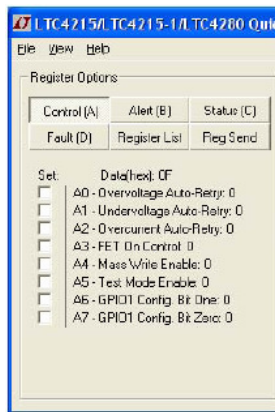 LTC4215/LTC4215-1/LTC4280 Qui
File View Help
Register Options
Control (A) Alert (B) Status (C)
Fault (D) Register List Reg Send
Set: Data(hex): 0F
A0 - Overvoltage Auto-Retry: 0
A1 - Undervoltage Auto-Retry: 0
A2 - Overcurrent Auto-Retry: 0
A3 - FET On Control: 0
A4 - Mass Write Enable: 0
A5 - Test Mode Enable: 0
A6 - GPIO1 Config. Bit One: 0
A7 - GPIO1 Config. Bit Zero: 0